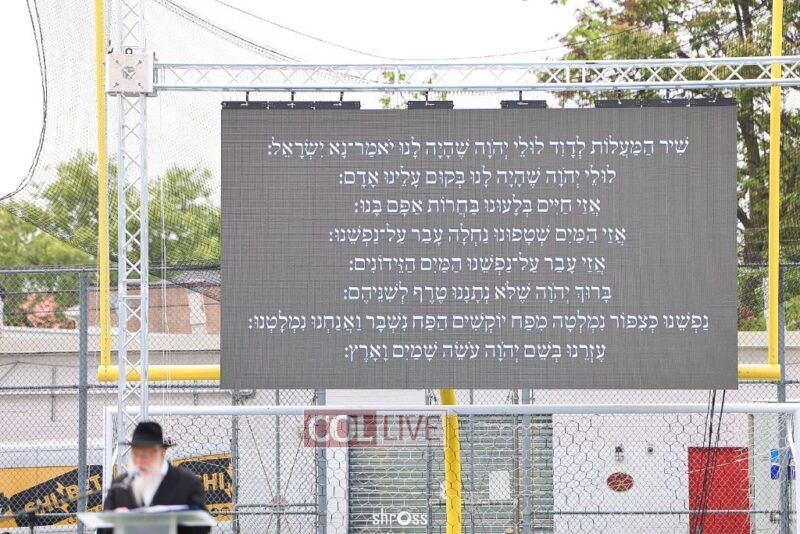 שִׁיר הַמַּעֲלוֹת לְדָוִד לוּלֵי יְהוָה שֶׁהָיָה לָנוּ יֹאמַר־נָא יִשְׂרָאֵל:
לוּלֵי יְהוָה שֶׁהָיָה לָנוּ בְּקוּם עָלֵינוּ אָדָם:
אֲזַי חַיִּים בְּלָעוּנוּ בַּחֲרוֹת אַפָּם בָּנוּ:
אֲזַי הַמַּיִם שְׁטָפוּנוּ נַחְלָה עָבַר עַל־נַפְשֵׁנוּ:
אֲזַי עָבַר עַל־נַפְשֵׁנוּ הַמַּיִם הַזֵּידוֹנִים:
בָּרוּךְ יְהוָה שֶׁלֹּא נְתָנָנוּ טֶרֶף לְשִׁנֵּיהֶם:
נַפְשֵׁנוּ כְּצִפּוֹר נִמְלְטָה מִפַּח יוֹקְשִׁים הַפַּח נִשְׁבָּר וַאֲנַחְנוּ נִמְלָטְנוּ:
עֶזְרֵנוּ בְּשֵׁם יְהוָה עֹשֵׂה שָׁמַיִם וָאָרֶץ:
COL LIVE
shross